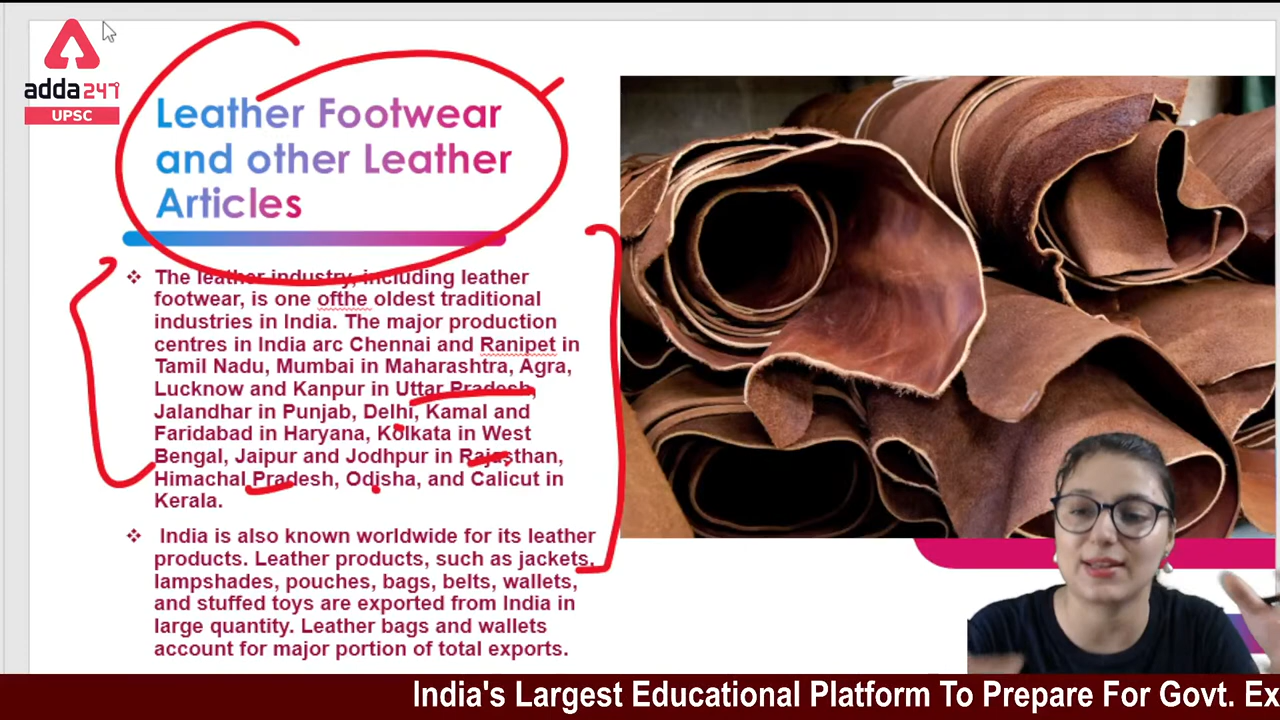 adda247
UPSC
Leather Footwear
and other Leather
Articles
❖ The leather industry, including leather
footwear, is one ofthe oldest traditional
industries in India. The major production
centres in India arc Chennai and Ranipet in
Tamil Nadu, Mumbai in Maharashtra, Agra,
Lucknow and Kanpur in Uttar Pradesh,
Jalandhar in Punjab, Delhi, Kamal and
Faridabad in Haryana, Kolkata in West
Bengal, Jaipur and Jodhpur in Rajasthan,
Himachal Pradesh, Odisha, and Calicut in
Kerala.
❖ India is also known worldwide for its leather
products. Leather products, such as jackets,
lampshades, pouches, bags, belts, wallets,
and stuffed toys are exported from India in
large quantity. Leather bags and wallets
account for major portion of total exports.
India's Largest Educational Platform To Prepare For Govt. Ex